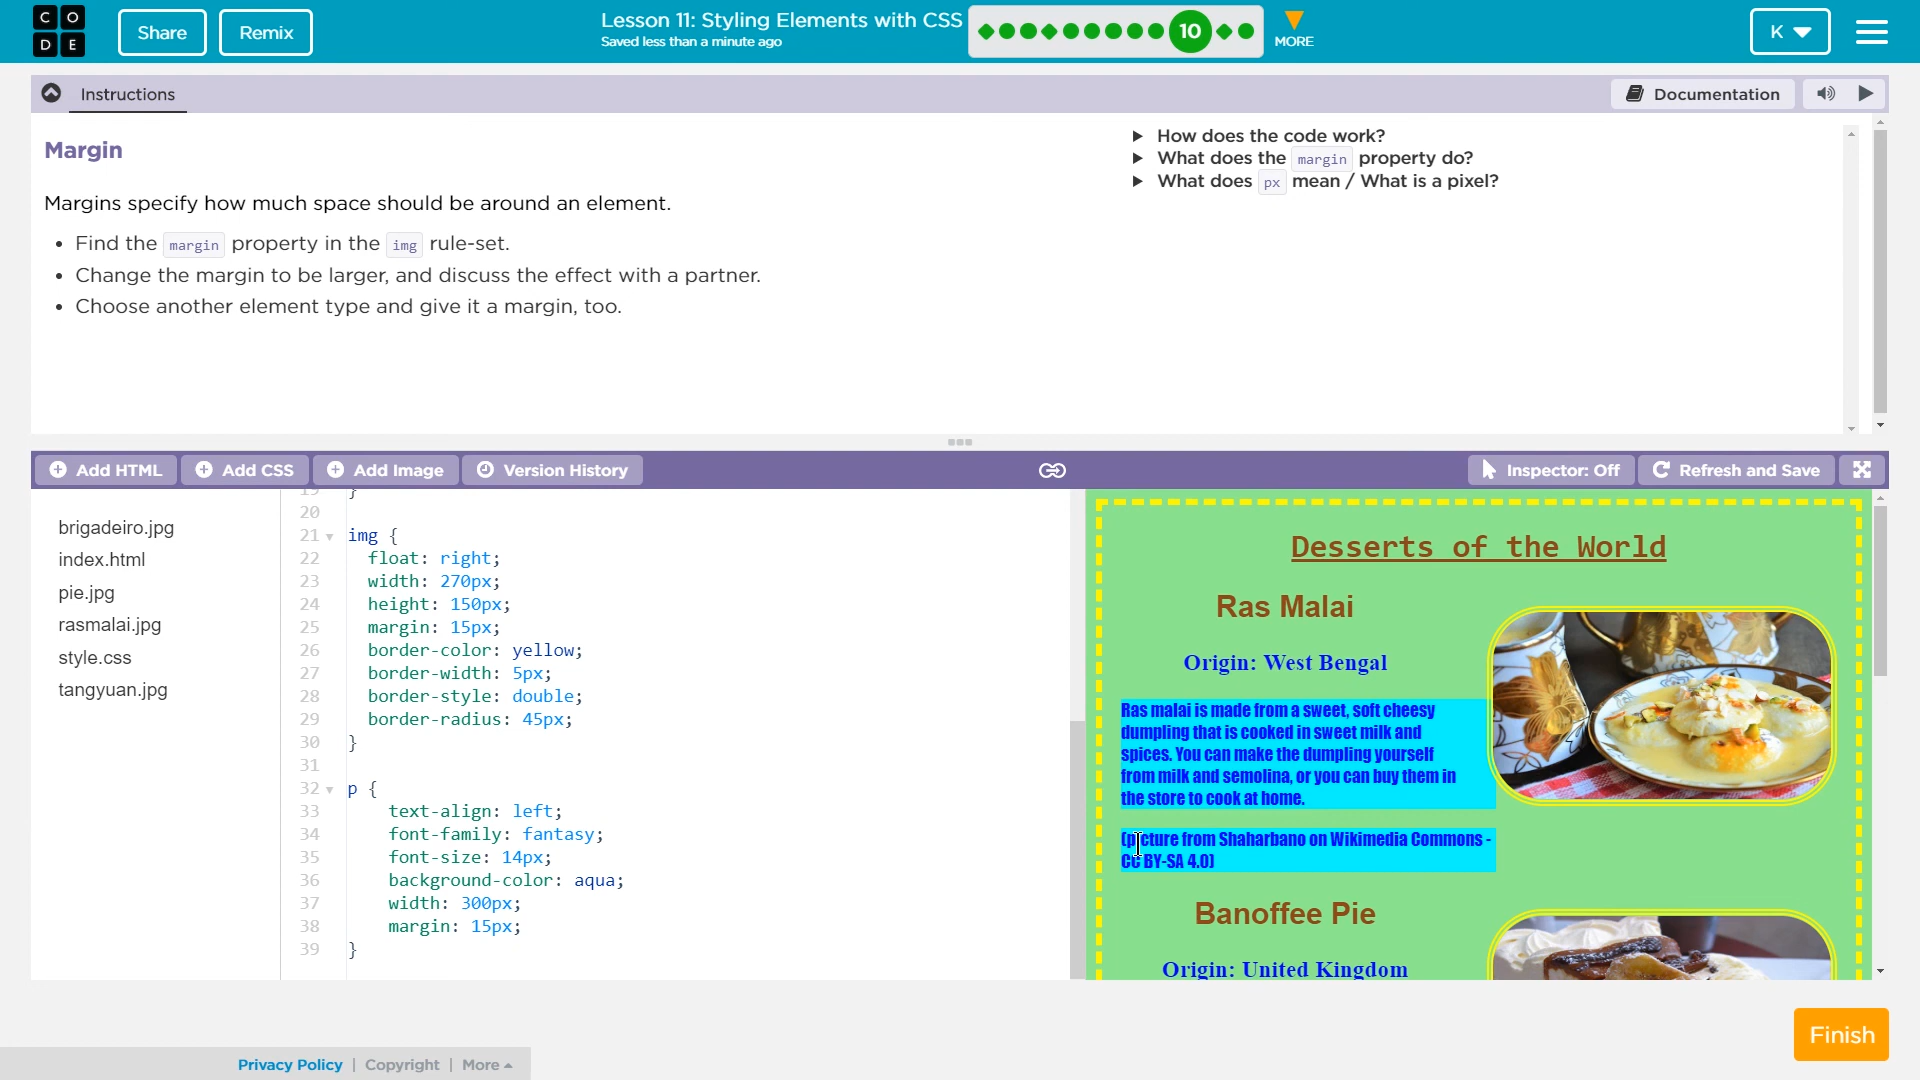 CODE
Share
Remix
Lesson 11: Styling Elements with CSS
Saved less than a minute ago
10
MORE
K
Instructions
Documentation
Margin
Margins specify how much space should be around an element.
• Find the margin property in the img rule-set.
• Change the margin to be larger, and discuss the effect with a partner.
• Choose another element type and give it a margin, too.
How does the code work?
What does the margin property do?
What does px mean / What is a pixel?
Add HTML
Add CSS
Add Image
Version History
Inspector: Off
Refresh and Save
brigadeiro.jpg
index.html
pie.jpg
rasmalai.jpg
style.css
tangyuan.jpg
19 }
20
21 img {
22 float: right;
23 width: 270px;
24 height: 150px;
25 margin: 15px;
26 border-color: yellow;
27 border-width: 5px;
28 border-style: double;
29 border-radius: 45px;
30 }
31
32 p {
33 text-align: left;
34 font-family: fantasy;
35 font-size: 14px;
36 background-color: aqua;
37 width: 300px;
38 margin: 15px;
39 }
Desserts of the World
Ras Malai
Origin: West Bengal
Ras malai is made from a sweet, soft cheesy
dumpling that is cooked in sweet milk and
spices. You can make the dumpling yourself
from milk and semolina, or you can buy them in
the store to cook at home.
(picture from Shaharbano on Wikimedia Commons -
CC BY-SA 4.0)
Banoffee Pie
Origin: United Kingdom
Finish
Privacy Policy | Copyright | More